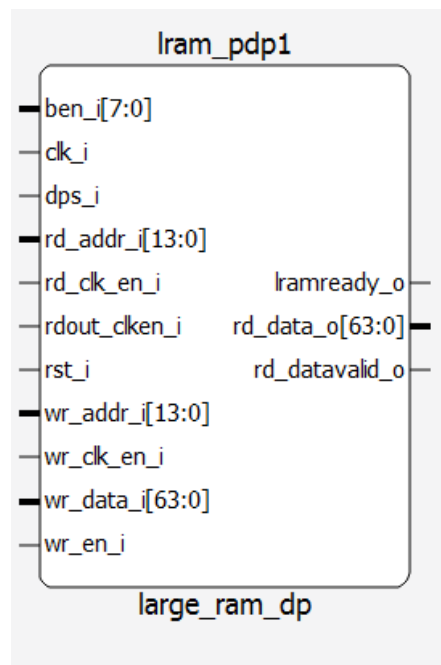 lram_pdp1
ben_i[7:0]
clk_i
dps_i
rd_addr_i[13:0]
rd_clk_en_i lramready_o
rdout_clken_i rd_data_o[63:0]
rst_i rd_datavalid_o
wr_addr_i[13:0]
wr_clk_en_i
wr_data_i[63:0]
wr_en_i
large_ram_dp